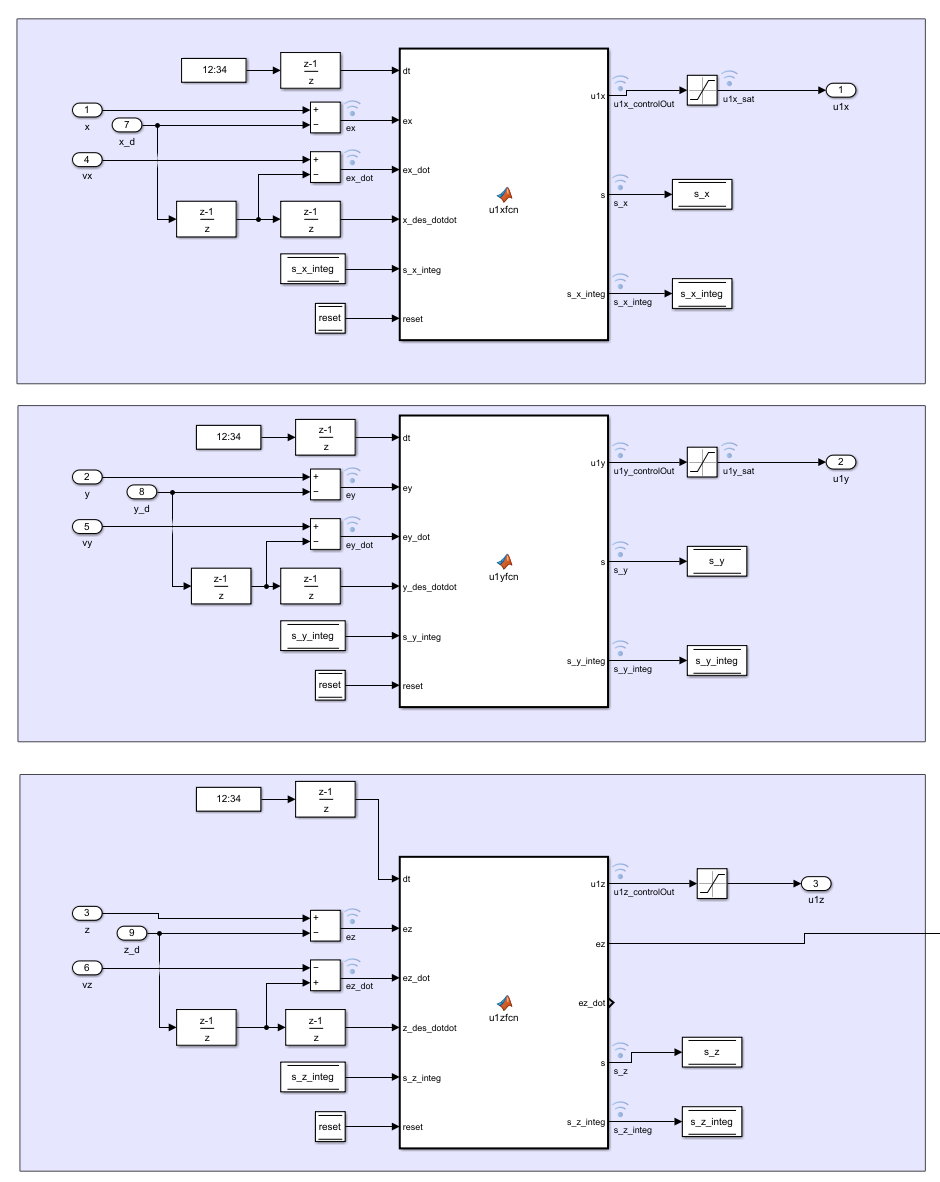 12:34
z-1
z
dt
1
x
7
x_d
+
−
ex
ex
4
vx
+
−
ex_dot
ex_dot
z-1
z
z-1
z
x_des_dotdot
s_x_integ
s_x_integ
reset
reset
u1xfcn
u1x
u1x_controlOut
u1x_sat
1
u1x
s
s_x
s_x
s_x_integ
s_x_integ
s_x_integ
12:34
z-1
z
dt
2
y
8
y_d
+
−
ey
ey
5
vy
+
−
ey_dot
ey_dot
z-1
z
z-1
z
y_des_dotdot
s_y_integ
s_y_integ
reset
reset
u1yfcn
u1y
u1y_controlOut
u1y_sat
2
u1y
s
s_y
s_y
s_y_integ
s_y_integ
s_y_integ
12:34
z-1
z
dt
3
z
9
z_d
+
−
ez
ez
6
vz
−
+
ez_dot
ez_dot
z-1
z
z-1
z
z_des_dotdot
s_z_integ
s_z_integ
reset
reset
u1zfcn
u1z
u1z_controlOut
3
u1z
ez
ez_dot
s
s_z
s_z
s_z_integ
s_z_integ
s_z_integ